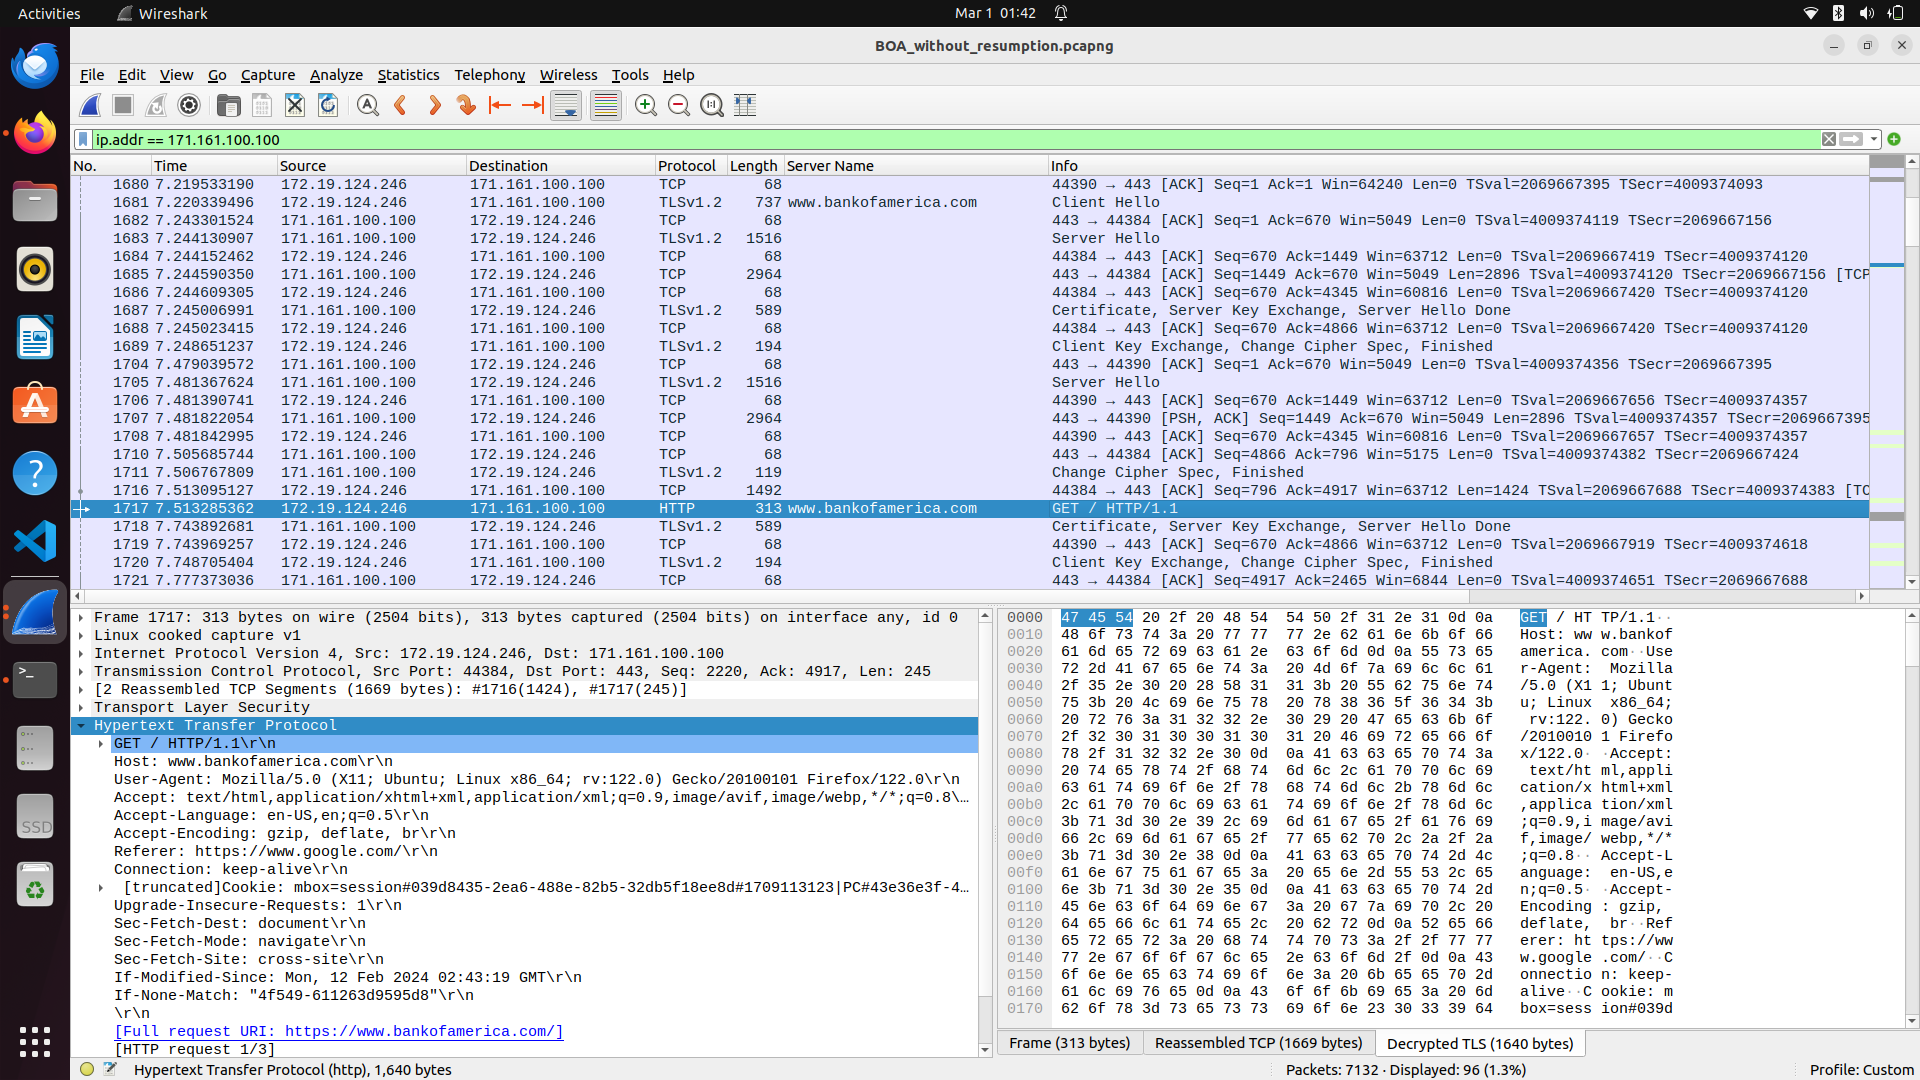 Activities
Wireshark
Mar 1 01:42
BOA_without_resumption.pcapng
File Edit View Go Capture Analyze Statistics Telephony Wireless Tools Help
ip.addr == 171.161.100.100
No. Time Source Destination Protocol Length Server Name Info
1680 7.219533190 172.19.124.246 171.161.100.100 TCP 68 44390 → 443 [ACK] Seq=1 Ack=1 Win=64240 Len=0 TSval=2069667395 TSecr=4009374093
1681 7.220339496 172.19.124.246 171.161.100.100 TLSv1.2 737 www.bankofamerica.com Client Hello
1682 7.243301524 171.161.100.100 172.19.124.246 TCP 68 443 → 44384 [ACK] Seq=1 Ack=670 Win=5049 Len=0 TSval=4009374119 TSecr=2069667156
1683 7.244130907 171.161.100.100 172.19.124.246 TLSv1.2 1516 Server Hello
1684 7.244152462 172.19.124.246 171.161.100.100 TCP 68 44384 → 443 [ACK] Seq=670 Ack=1449 Win=63712 Len=0 TSval=2069667419 TSecr=4009374120
1685 7.244590350 171.161.100.100 172.19.124.246 TCP 2964 443 → 44384 [ACK] Seq=1449 Ack=670 Win=5049 Len=2896 TSval=4009374120 TSecr=2069667156 [TCP
1686 7.244609305 172.19.124.246 171.161.100.100 TCP 68 44384 → 443 [ACK] Seq=670 Ack=4345 Win=60816 Len=0 TSval=2069667420 TSecr=4009374120
1687 7.245006991 171.161.100.100 172.19.124.246 TLSv1.2 589 Certificate, Server Key Exchange, Server Hello Done
1688 7.245023415 172.19.124.246 171.161.100.100 TCP 68 44384 → 443 [ACK] Seq=670 Ack=4866 Win=63712 Len=0 TSval=2069667420 TSecr=4009374120
1689 7.248651237 172.19.124.246 171.161.100.100 TLSv1.2 194 Client Key Exchange, Change Cipher Spec, Finished
1704 7.479039572 171.161.100.100 172.19.124.246 TCP 68 443 → 44390 [ACK] Seq=1 Ack=670 Win=5049 Len=0 TSval=4009374356 TSecr=2069667395
1705 7.481367624 171.161.100.100 172.19.124.246 TLSv1.2 1516 Server Hello
1706 7.481390741 172.19.124.246 171.161.100.100 TCP 68 44390 → 443 [ACK] Seq=670 Ack=1449 Win=63712 Len=0 TSval=2069667656 TSecr=4009374357
1707 7.481822054 171.161.100.100 172.19.124.246 TCP 2964 443 → 44390 [PSH, ACK] Seq=1449 Ack=670 Win=5049 Len=2896 TSval=4009374357 TSecr=2069667395
1708 7.481842995 172.19.124.246 171.161.100.100 TCP 68 44390 → 443 [ACK] Seq=670 Ack=4345 Win=60816 Len=0 TSval=2069667657 TSecr=4009374357
1710 7.505685744 171.161.100.100 172.19.124.246 TCP 68 443 → 44384 [ACK] Seq=4866 Ack=796 Win=5175 Len=0 TSval=4009374382 TSecr=2069667424
1711 7.506767809 171.161.100.100 172.19.124.246 TLSv1.2 119 Change Cipher Spec, Finished
1716 7.513095127 172.19.124.246 171.161.100.100 TCP 1492 44384 → 443 [ACK] Seq=796 Ack=4917 Win=63712 Len=1424 TSval=2069667688 TSecr=4009374383 [TC
1717 7.513285362 172.19.124.246 171.161.100.100 HTTP 313 www.bankofamerica.com GET / HTTP/1.1
1718 7.743892681 171.161.100.100 172.19.124.246 TLSv1.2 589 Certificate, Server Key Exchange, Server Hello Done
1719 7.743969257 172.19.124.246 171.161.100.100 TCP 68 44390 → 443 [ACK] Seq=670 Ack=4866 Win=63712 Len=0 TSval=2069667919 TSecr=4009374618
1720 7.748705404 172.19.124.246 171.161.100.100 TLSv1.2 194 Client Key Exchange, Change Cipher Spec, Finished
1721 7.777373036 171.161.100.100 172.19.124.246 TCP 68 443 → 44384 [ACK] Seq=4917 Ack=2465 Win=6844 Len=0 TSval=4009374651 TSecr=2069667688
Frame 1717: 313 bytes on wire (2504 bits), 313 bytes captured (2504 bits) on interface any, id 0
Linux cooked capture v1
Internet Protocol Version 4, Src: 172.19.124.246, Dst: 171.161.100.100
Transmission Control Protocol, Src Port: 44384, Dst Port: 443, Seq: 2220, Ack: 4917, Len: 245
[2 Reassembled TCP Segments (1669 bytes): #1716(1424), #1717(245)]
Transport Layer Security
Hypertext Transfer Protocol
GET / HTTP/1.1\r\n
Host: www.bankofamerica.com\r\n
User-Agent: Mozilla/5.0 (X11; Ubuntu; Linux x86_64; rv:122.0) Gecko/20100101 Firefox/122.0\r\n
Accept: text/html,application/xhtml+xml,application/xml;q=0.9,image/avif,image/webp,*/*;q=0.8\…
Accept-Language: en-US,en;q=0.5\r\n
Accept-Encoding: gzip, deflate, br\r\n
Referer: https://www.google.com/\r\n
Connection: keep-alive\r\n
[truncated]Cookie: mbox=session#039d8435-2ea6-488e-82b5-32db5f18ee8d#1709113123|PC#43e36e3f-4…
Upgrade-Insecure-Requests: 1\r\n
Sec-Fetch-Dest: document\r\n
Sec-Fetch-Mode: navigate\r\n
Sec-Fetch-Site: cross-site\r\n
If-Modified-Since: Mon, 12 Feb 2024 02:43:19 GMT\r\n
If-None-Match: "4f549-611263d9595d8"\r\n
\r\n
[Full request URI: https://www.bankofamerica.com/]
[HTTP request 1/3]
0000 47 45 54 20 2f 20 48 54 54 50 2f 31 2e 31 0d 0a GET / HT TP/1.1··
0010 48 6f 73 74 3a 20 77 77 77 2e 62 61 6e 6b 6f 66 Host: ww w.bankof
0020 61 6d 65 72 69 63 61 2e 63 6f 6d 0d 0a 55 73 65 america. com··Use
0030 72 2d 41 67 65 6e 74 3a 20 4d 6f 7a 69 6c 6c 61 r-Agent: Mozilla
0040 2f 35 2e 30 20 28 58 31 31 3b 20 55 62 75 6e 74 /5.0 (X1 1; Ubunt
0050 75 3b 20 4c 69 6e 75 78 20 78 38 36 5f 36 34 3b u; Linux x86_64;
0060 20 72 76 3a 31 32 32 2e 30 29 20 47 65 63 6b 6f rv:122. 0) Gecko
0070 2f 32 30 31 30 30 31 30 31 20 46 69 72 65 66 6f /2010010 1 Firefo
0080 78 2f 31 32 32 2e 30 0d 0a 41 63 63 65 70 74 3a x/122.0· ·Accept:
0090 20 74 65 78 74 2f 68 74 6d 6c 2c 61 70 70 6c 69 text/ht ml,appli
00a0 63 61 74 69 6f 6e 2f 78 68 74 6d 6c 2b 78 6d 6c cation/x html+xml
00b0 2c 61 70 70 6c 69 63 61 74 69 6f 6e 2f 78 6d 6c ,applica tion/xml
00c0 3b 71 3d 30 2e 39 2c 69 6d 61 67 65 2f 61 76 69 ;q=0.9,i mage/avi
00d0 66 2c 69 6d 61 67 65 2f 77 65 62 70 2c 2a 2f 2a f,image/ webp,*/*
00e0 3b 71 3d 30 2e 38 0d 0a 41 63 63 65 70 74 2d 4c ;q=0.8·· Accept-L
00f0 61 6e 67 75 61 67 65 3a 20 65 6e 2d 55 53 2c 65 anguage: en-US,e
0100 6e 3b 71 3d 30 2e 35 0d 0a 41 63 63 65 70 74 2d n;q=0.5· ·Accept-
0110 45 6e 63 6f 64 69 6e 67 3a 20 67 7a 69 70 2c 20 Encoding : gzip,
0120 64 65 66 6c 61 74 65 2c 20 62 72 0d 0a 52 65 66 deflate, br··Ref
0130 65 72 65 72 3a 20 68 74 74 70 73 3a 2f 2f 77 77 erer: ht tps://ww
0140 77 2e 67 6f 6f 67 6c 65 2e 63 6f 6d 2f 0d 0a 43 w.google .com/··C
0150 6f 6e 6e 65 63 74 69 6f 6e 3a 20 6b 65 65 70 2d onnectio n: keep-
0160 61 6c 69 76 65 0d 0a 43 6f 6f 6b 69 65 3a 20 6d alive··C ookie: m
0170 62 6f 78 3d 73 65 73 73 69 6f 6e 23 30 33 39 64 box=sess ion#039d
Frame (313 bytes) Reassembled TCP (1669 bytes) Decrypted TLS (1640 bytes)
Hypertext Transfer Protocol (http), 1,640 bytes
Packets: 7132 · Displayed: 96 (1.3%)
Profile: Custom
SSD